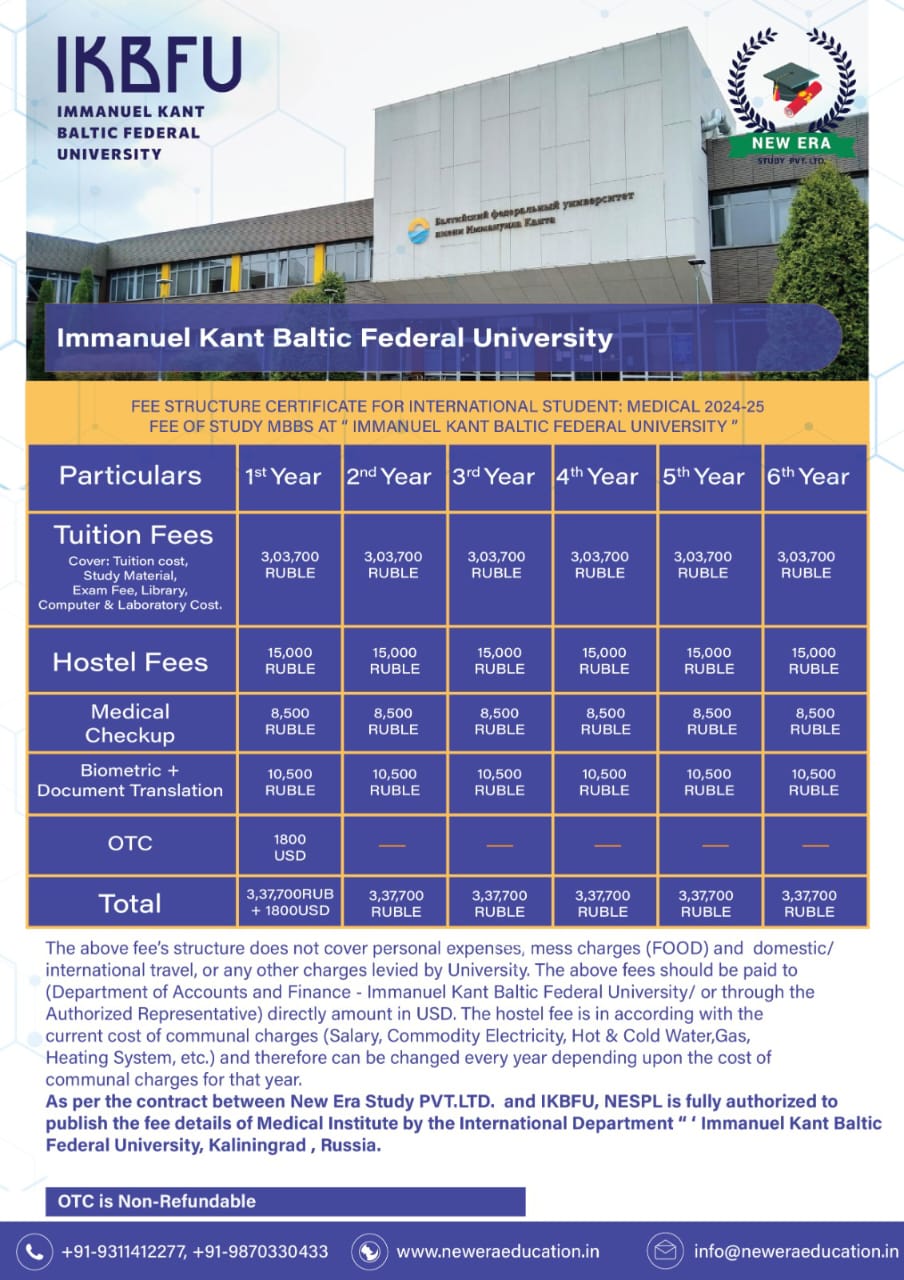 IKBFU
IMMANUEL KANT
BALTIC FEDERAL
UNIVERSITY
NEW ERA
STUDY PVT. LTD.
Балтийский федеральный университет
имени Иммануила Канта
Immanuel Kant Baltic Federal University
FEE STRUCTURE CERTIFICATE FOR INTERNATIONAL STUDENT: MEDICAL 2024-25
FEE OF STUDY MBBS AT “ IMMANUEL KANT BALTIC FEDERAL UNIVERSITY ”
Particulars 1st Year 2nd Year 3rd Year 4th Year 5th Year 6th Year
Tuition Fees
Cover: Tuition cost,
Study Material,
Exam Fee, Library,
Computer & Laboratory Cost.
3,03,700 3,03,700 3,03,700 3,03,700 3,03,700 3,03,700
RUBLE RUBLE RUBLE RUBLE RUBLE RUBLE
Hostel Fees
15,000 15,000 15,000 15,000 15,000 15,000
RUBLE RUBLE RUBLE RUBLE RUBLE RUBLE
Medical
Checkup
8,500 8,500 8,500 8,500 8,500 8,500
RUBLE RUBLE RUBLE RUBLE RUBLE RUBLE
Biometric +
Document Translation
10,500 10,500 10,500 10,500 10,500 10,500
RUBLE RUBLE RUBLE RUBLE RUBLE RUBLE
OTC
1800
USD
— — — — —
Total
3,37,700RUB 3,37,700 3,37,700 3,37,700 3,37,700 3,37,700
+ 1800USD RUBLE RUBLE RUBLE RUBLE RUBLE
The above fee’s structure does not cover personal expenses, mess charges (FOOD) and domestic/
international travel, or any other charges levied by University. The above fees should be paid to
(Department of Accounts and Finance - Immanuel Kant Baltic Federal University/ or through the
Authorized Representative) directly amount in USD. The hostel fee is in according with the
current cost of communal charges (Salary, Commodity Electricity, Hot & Cold Water,Gas,
Heating System, etc.) and therefore can be changed every year depending upon the cost of
communal charges for that year.
As per the contract between New Era Study PVT.LTD. and IKBFU, NESPL is fully authorized to
publish the fee details of Medical Institute by the International Department “ ‘ Immanuel Kant Baltic
Federal University, Kaliningrad , Russia.
OTC is Non-Refundable
+91-9311412277, +91-9870330433 www.neweraeducation.in info@neweraeducation.in